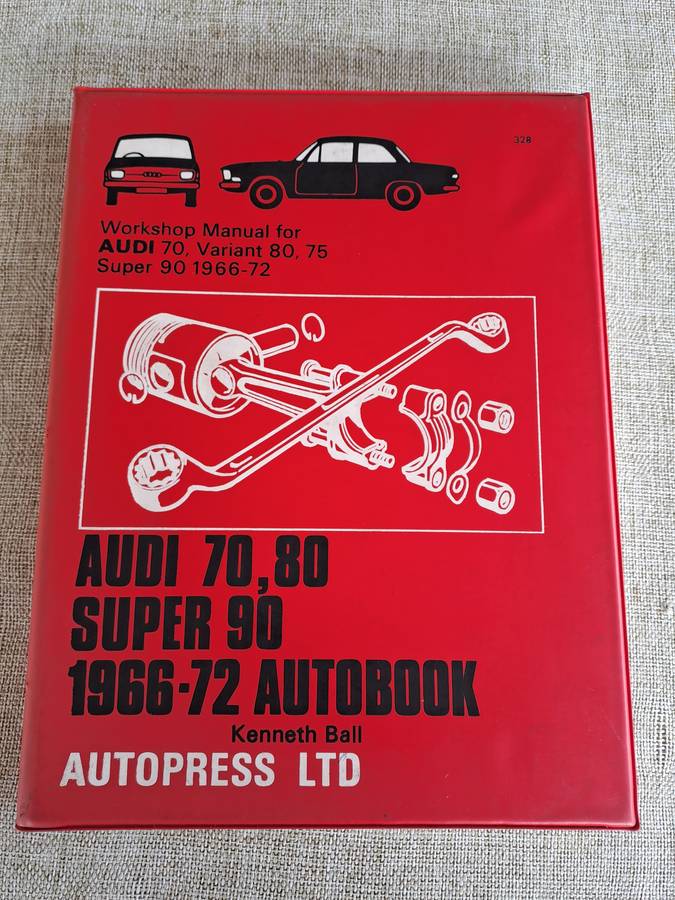 328
Workshop Manual for
AUDI 70, Variant 80, 75
Super 90 1966-72
AUDI 70,80
SUPER 90
1966-72 AUTOBOOK
Kenneth Ball
AUTOPRESS LTD